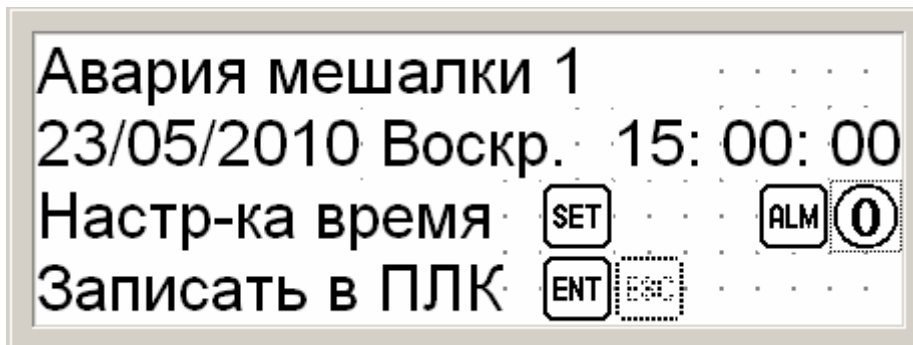 Авария мешалки 1
23/05/2010 Воскр. 15: 00: 00
Настр-ка время SET ALM 0
Записать в ПЛК ENT ESC